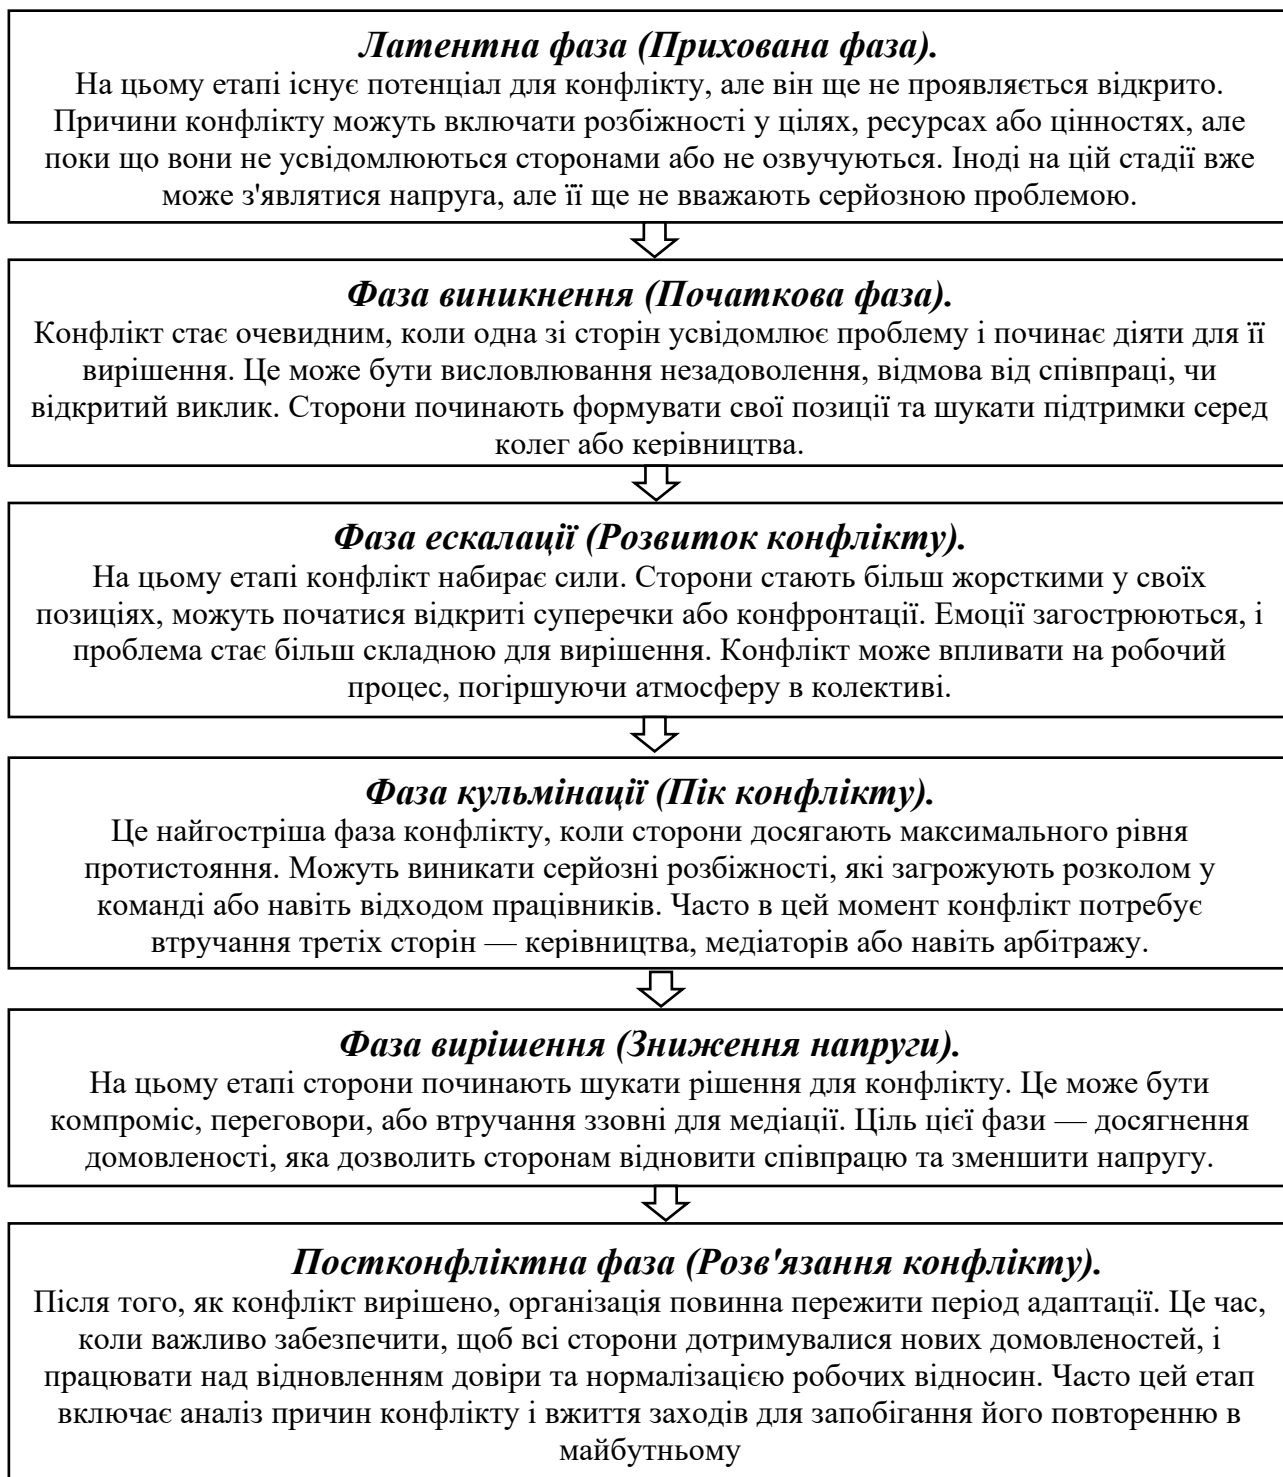 Латентна фаза (Прихована фаза).
На цьому етапі існує потенціал для конфлікту, але він ще не проявляється відкрито.
Причини конфлікту можуть включати розбіжності у цілях, ресурсах або цінностях, але
поки що вони не усвідомлюються сторонами або не озвучуються. Іноді на цій стадії вже
може з'являтися напруга, але її ще не вважають серйозною проблемою.
Фаза виникнення (Початкова фаза).
Конфлікт стає очевидним, коли одна зі сторін усвідомлює проблему і починає діяти для її
вирішення. Це може бути висловлювання незадоволення, відмова від співпраці, чи
відкритий виклик. Сторони починають формувати свої позиції та шукати підтримки серед
колег або керівництва.
Фаза ескалації (Розвиток конфлікту).
На цьому етапі конфлікт набирає сили. Сторони стають більш жорсткими у своїх
позиціях, можуть початися відкриті суперечки або конфронтації. Емоції загострюються, і
проблема стає більш складною для вирішення. Конфлікт може впливати на робочий
процес, погіршуючи атмосферу в колективі.
Фаза кульмінації (Пік конфлікту).
Це найгостріша фаза конфлікту, коли сторони досягають максимального рівня
протистояння. Можуть виникати серйозні розбіжності, які загрожують розколом у
команді або навіть відходом працівників. Часто в цей момент конфлікт потребує
втручання третіх сторін — керівництва, медіаторів або навіть арбітражу.
Фаза вирішення (Зниження напруги).
На цьому етапі сторони починають шукати рішення для конфлікту. Це може бути
компроміс, переговори, або втручання ззовні для медіації. Ціль цієї фази — досягнення
домовленості, яка дозволить сторонам відновити співпрацю та зменшити напругу.
Постконфліктна фаза (Розв'язання конфлікту).
Після того, як конфлікт вирішено, організація повинна пережити період адаптації. Це час,
коли важливо забезпечити, щоб всі сторони дотримувалися нових домовленостей, і
працювати над відновленням довіри та нормалізацією робочих відносин. Часто цей етап
включає аналіз причин конфлікту і вжиття заходів для запобігання його повторенню в
майбутньому